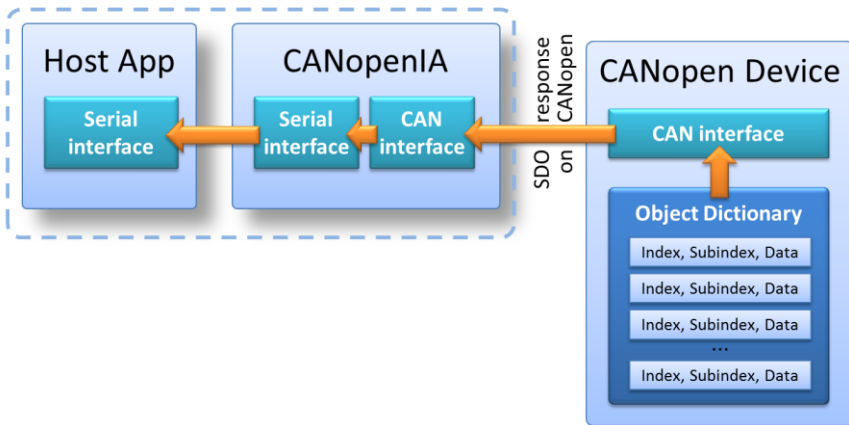 Host App
Serial
interface
CANopenIA
Serial
interface
CAN
interface
SDO response
on CANopen
CANopen Device
CAN interface
Object Dictionary
Index, Subindex, Data
Index, Subindex, Data
Index, Subindex, Data
...
Index, Subindex, Data